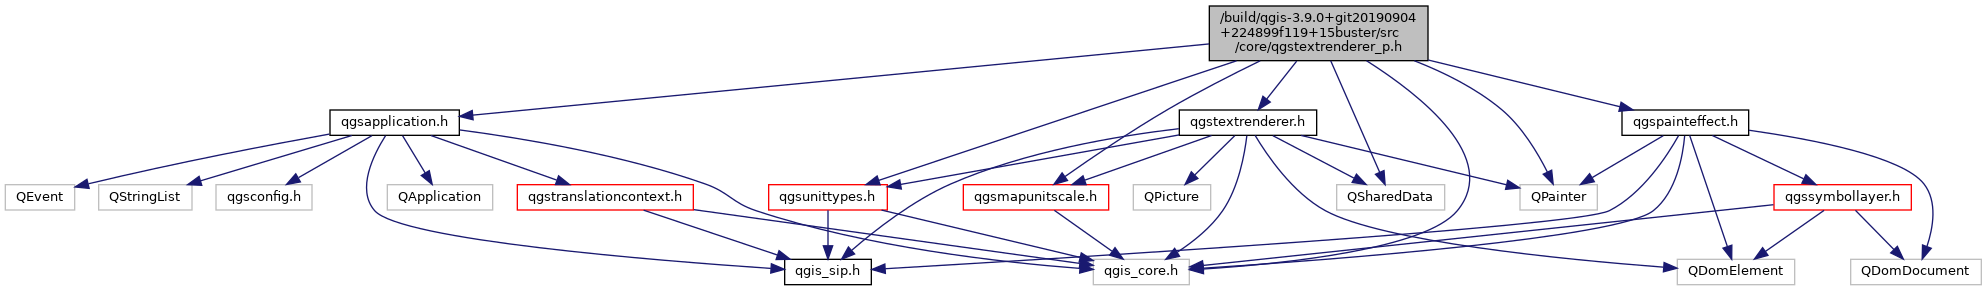 /build/qgis-3.9.0+git20190904
+224899f119+15buster/src
/core/qgstextrenderer_p.h
qgsapplication.h
qgstextrenderer.h
qgspainteffect.h
QEvent
QStringList
qgsconfig.h
QApplication
qgstranslationcontext.h
qgsunittypes.h
qgsmapunitscale.h
QPicture
QSharedData
QPainter
qgssymbollayer.h
qgis_sip.h
qgis_core.h
QDomElement
QDomDocument